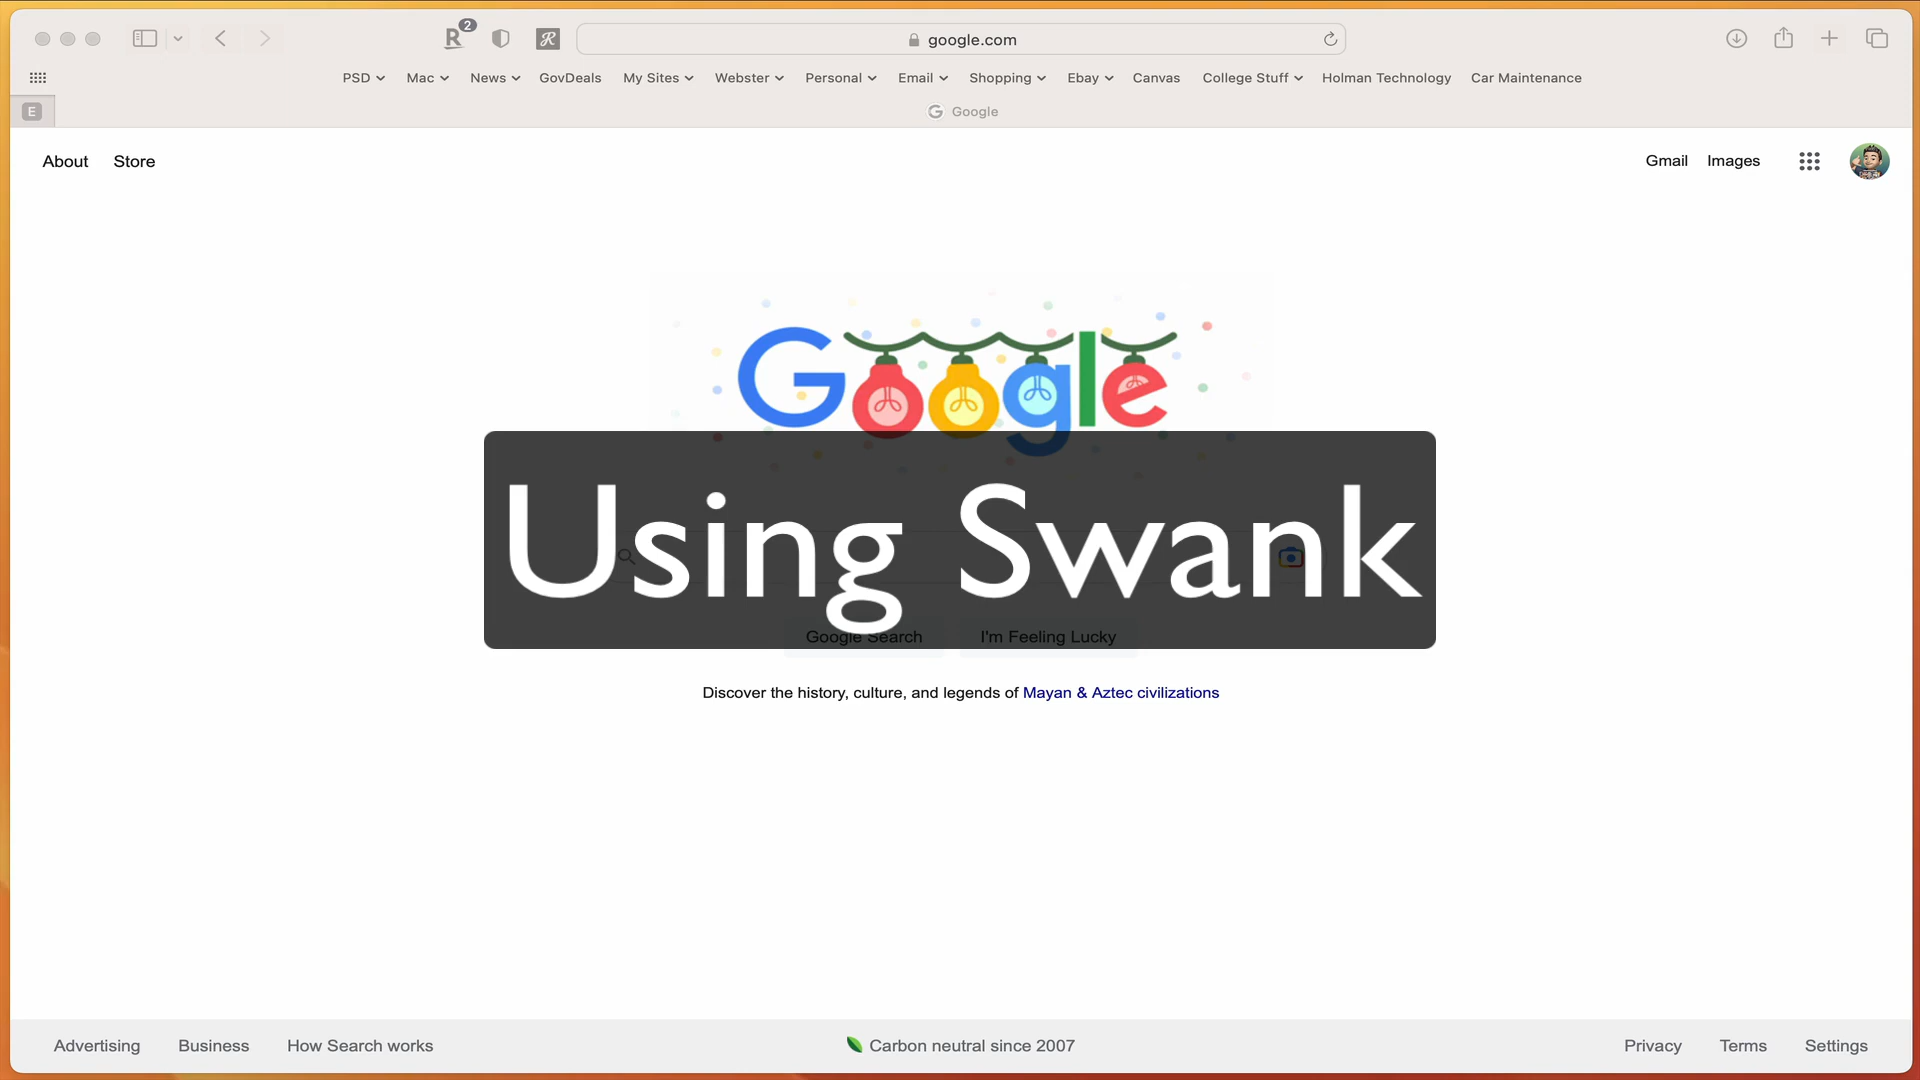 R 2
R
google.com
PSD Mac News GovDeals My Sites Webster Personal Email Shopping Ebay Canvas College Stuff Holman Technology Car Maintenance
E
G Google
About Store
Gmail Images
Google
Using Swank
Google Search I'm Feeling Lucky
Discover the history, culture, and legends of Mayan & Aztec civilizations
Advertising Business How Search works
Carbon neutral since 2007
Privacy Terms Settings